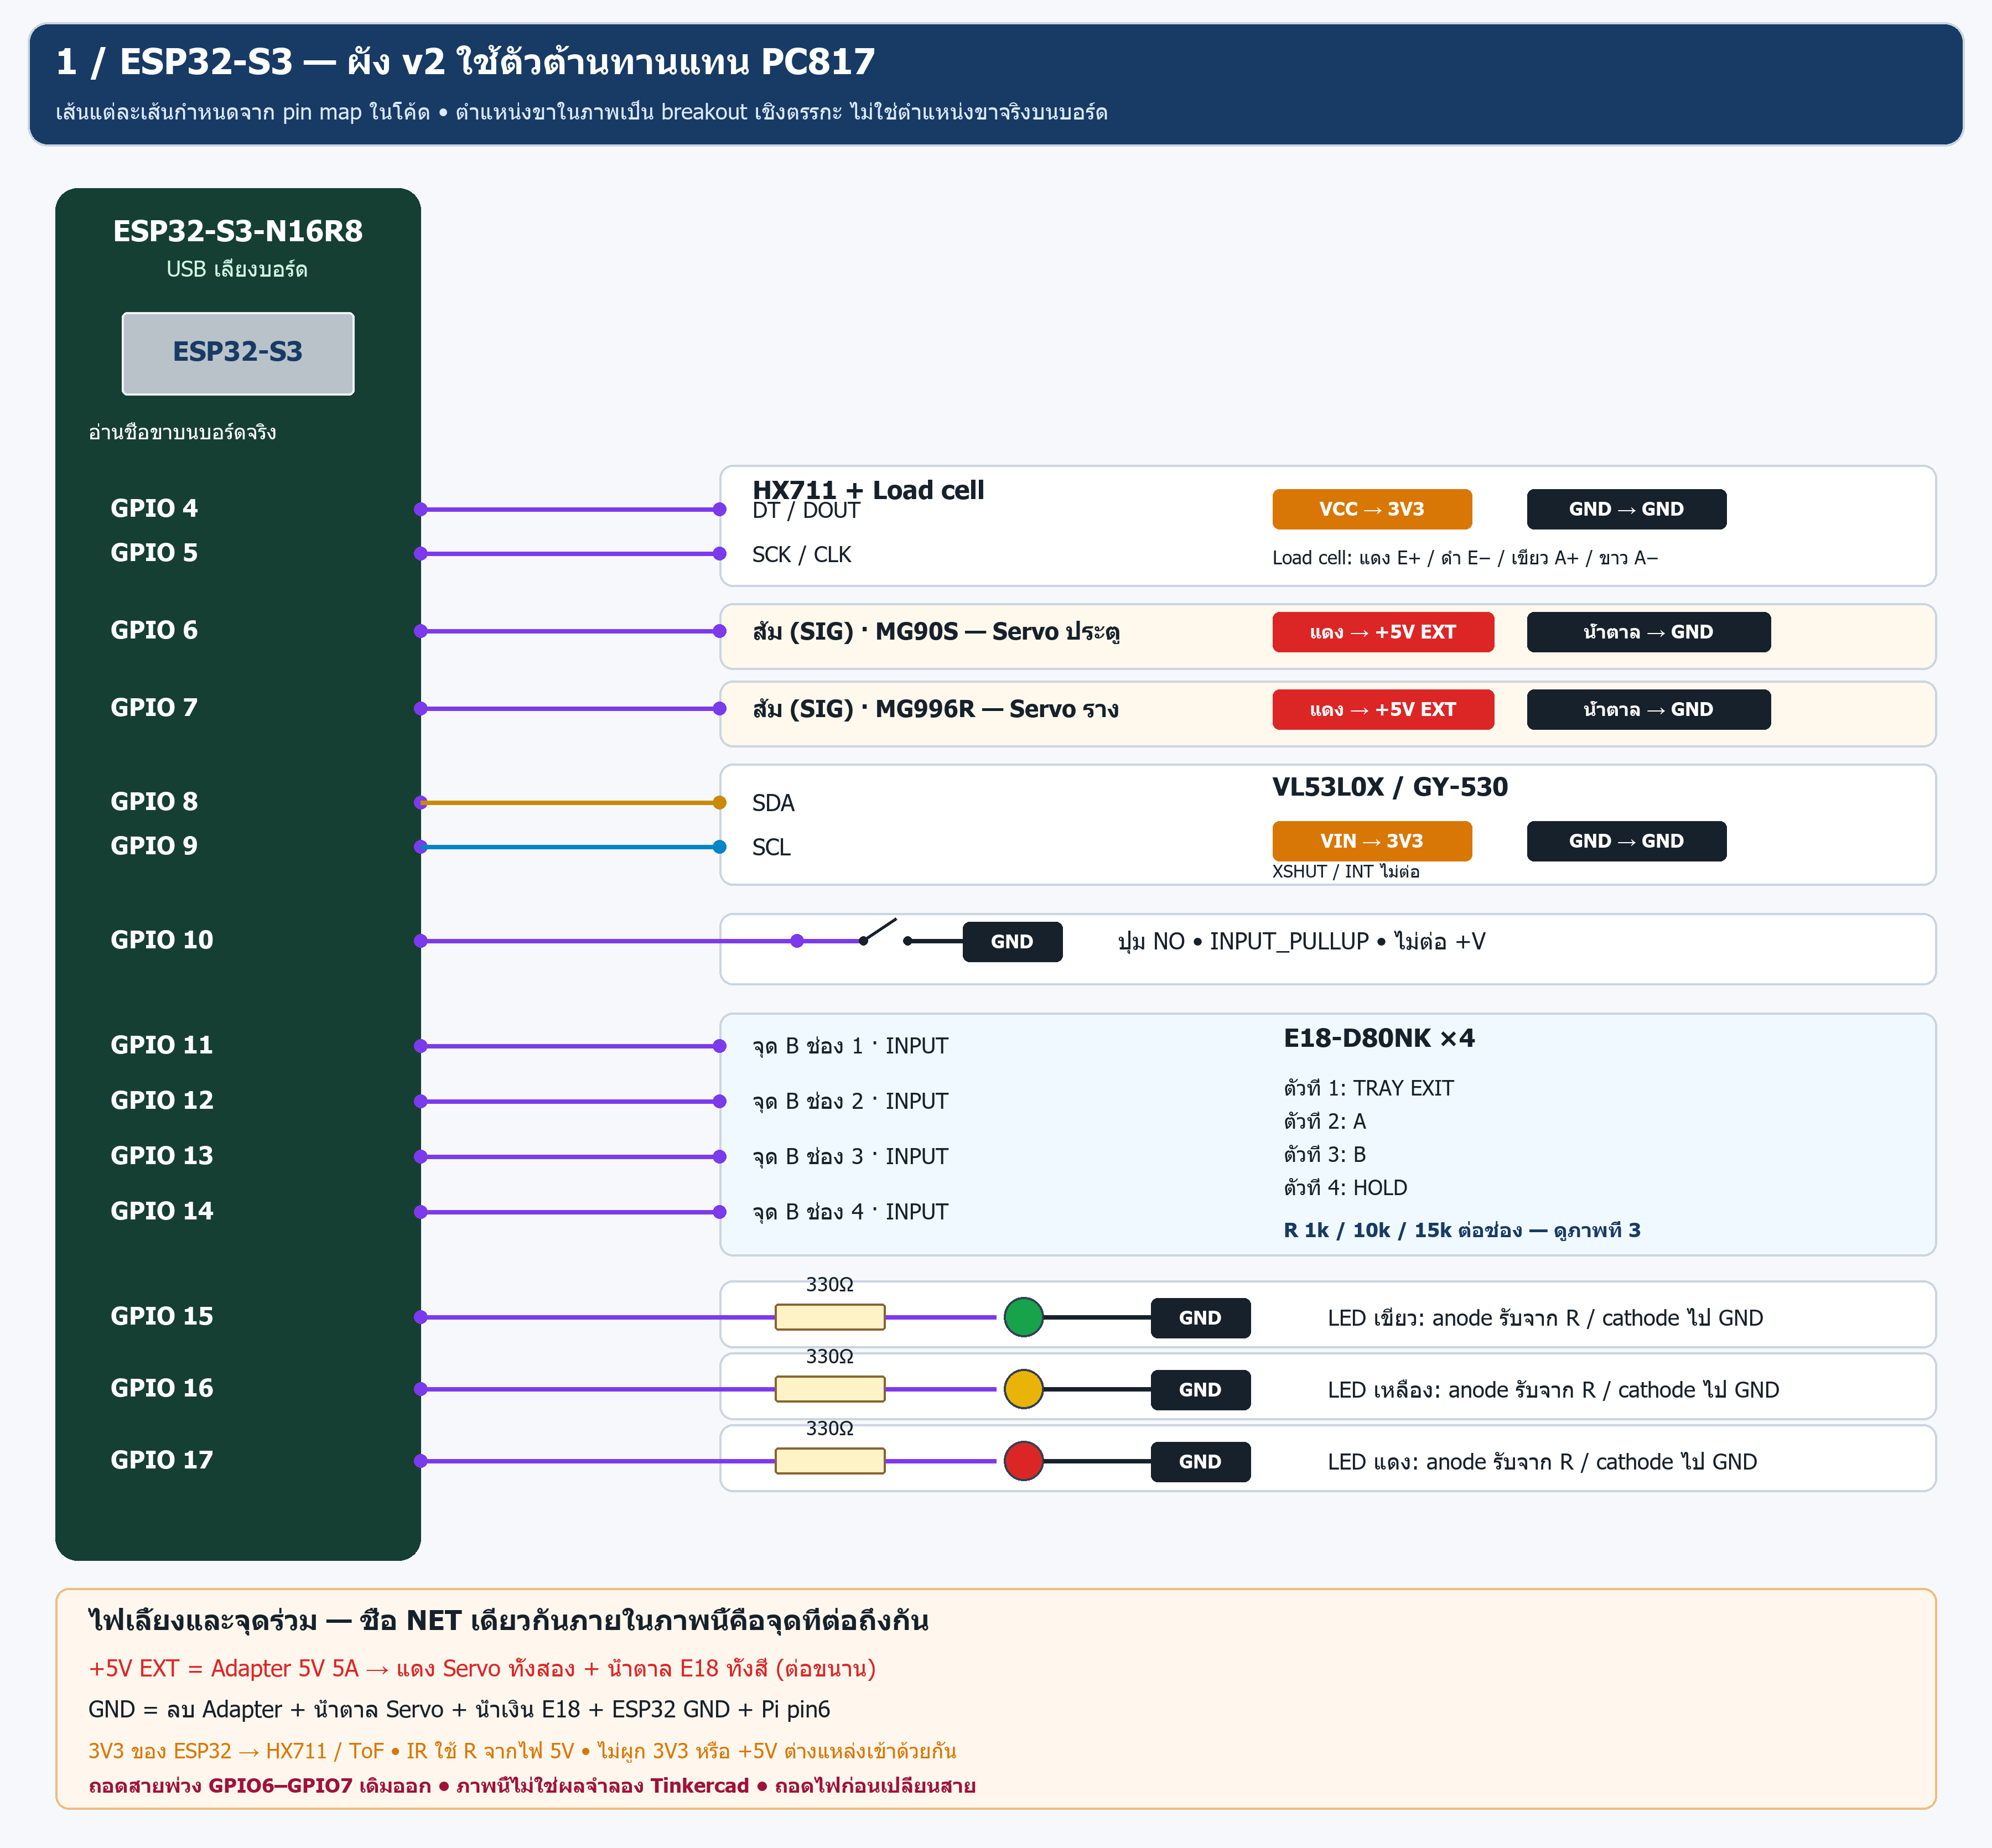 1 / ESP32-S3 — ผัง v2 ใช้ตัวต้านทานแทน PC817
เส้นแต่ละเส้นกำหนดจาก pin map ในโค้ด • ตำแหน่งขาในภาพเป็น breakout เชิงตรรกะ ไม่ใช่ตำแหน่งขาจริงบนบอร์ด
ESP32-S3-N16R8
USB เลี้ยงบอร์ด
ESP32-S3
อ่านชื่อขาบนบอร์ดจริง
GPIO 4
HX711 + Load cell
DT / DOUT
VCC → 3V3
GND → GND
GPIO 5
SCK / CLK
Load cell: แดง E+ / ดำ E− / เขียว A+ / ขาว A−
GPIO 6
ส้ม (SIG) · MG90S — Servo ประตู
แดง → +5V EXT
น้ำตาล → GND
GPIO 7
ส้ม (SIG) · MG996R — Servo ราง
แดง → +5V EXT
น้ำตาล → GND
VL53L0X / GY-530
GPIO 8
SDA
GPIO 9
SCL
VIN → 3V3
GND → GND
XSHUT / INT ไม่ต่อ
GPIO 10
GND
ปุ่ม NO • INPUT_PULLUP • ไม่ต่อ +V
GPIO 11
จุด B ช่อง 1 · INPUT
GPIO 12
จุด B ช่อง 2 · INPUT
GPIO 13
จุด B ช่อง 3 · INPUT
GPIO 14
จุด B ช่อง 4 · INPUT
E18-D80NK ×4
ตัวที่ 1: TRAY EXIT
ตัวที่ 2: A
ตัวที่ 3: B
ตัวที่ 4: HOLD
R 1k / 10k / 15k ต่อช่อง — ดูภาพที่ 3
GPIO 15
330Ω
GND
LED เขียว: anode รับจาก R / cathode ไป GND
GPIO 16
330Ω
GND
LED เหลือง: anode รับจาก R / cathode ไป GND
GPIO 17
330Ω
GND
LED แดง: anode รับจาก R / cathode ไป GND
ไฟเลี้ยงและจุดร่วม — ชื่อ NET เดียวกันภายในภาพนี้คือจุดที่ต่อถึงกัน
+5V EXT = Adapter 5V 5A → แดง Servo ทั้งสอง + น้ำตาล E18 ทั้งสี่ (ต่อขนาน)
GND = ลบ Adapter + น้ำตาล Servo + น้ำเงิน E18 + ESP32 GND + Pi pin6
3V3 ของ ESP32 → HX711 / ToF • IR ใช้ R จากไฟ 5V • ไม่ผูก 3V3 หรือ +5V ต่างแหล่งเข้าด้วยกัน
ถอดสายพ่วง GPIO6–GPIO7 เดิมออก • ภาพนี้ไม่ใช่ผลจำลอง Tinkercad • ถอดไฟก่อนเปลี่ยนสาย